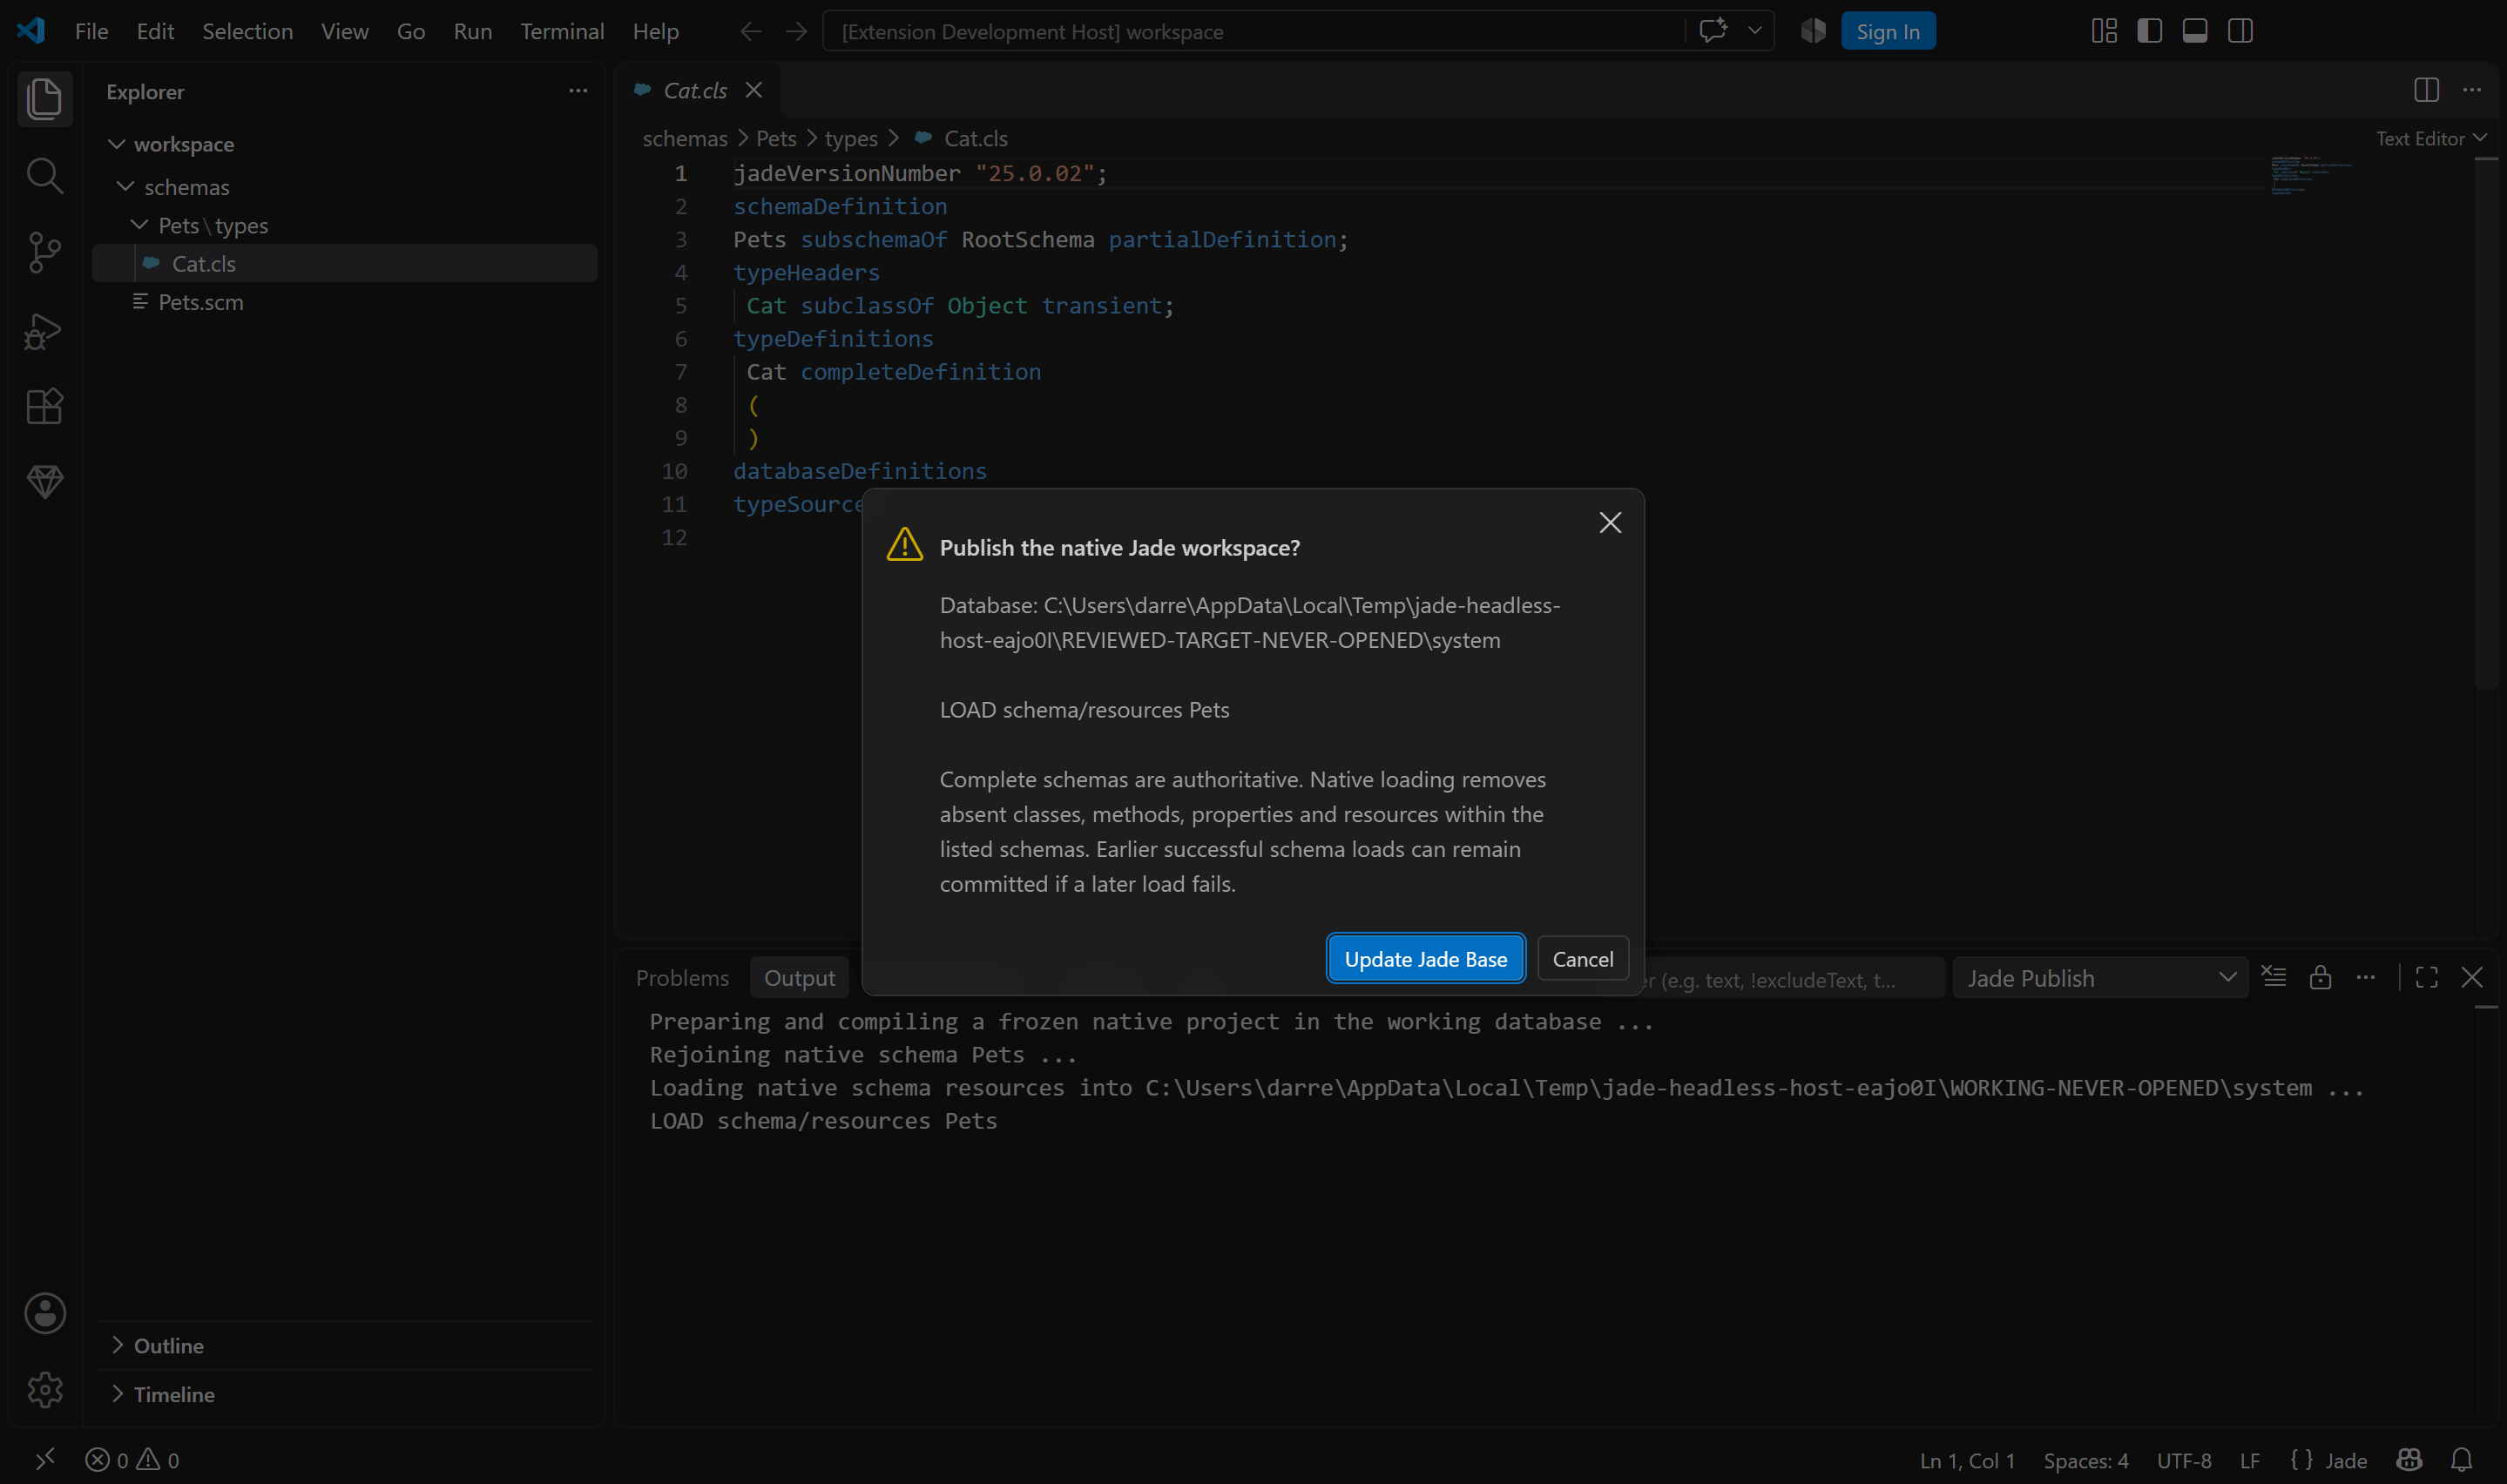 File Edit Selection View Go Run Terminal Help
[Extension Development Host] workspace
Sign In
Explorer
workspace
schemas
Pets\types
Cat.cls
Pets.scm
Outline
Timeline
Cat.cls
schemas > Pets > types > Cat.cls
Text Editor
1 jadeVersionNumber "25.0.02";
2 schemaDefinition
3 Pets subschemaOf RootSchema partialDefinition;
4 typeHeaders
5 Cat subclassOf Object transient;
6 typeDefinitions
7 Cat completeDefinition
8 (
9 )
10 databaseDefinitions
11 typeSource
12
Publish the native Jade workspace?
Database: C:\Users\darre\AppData\Local\Temp\jade-headless-
host-eajo0I\REVIEWED-TARGET-NEVER-OPENED\system
LOAD schema/resources Pets
Complete schemas are authoritative. Native loading removes
absent classes, methods, properties and resources within the
listed schemas. Earlier successful schema loads can remain
committed if a later load fails.
Update Jade Base
Cancel
Problems Output
(e.g. text, !excludeText, t...
Jade Publish
Preparing and compiling a frozen native project in the working database ...
Rejoining native schema Pets ...
Loading native schema resources into C:\Users\darre\AppData\Local\Temp\jade-headless-host-eajo0I\WORKING-NEVER-OPENED\system ...
LOAD schema/resources Pets
0 0
Ln 1, Col 1 Spaces: 4 UTF-8 LF {} Jade